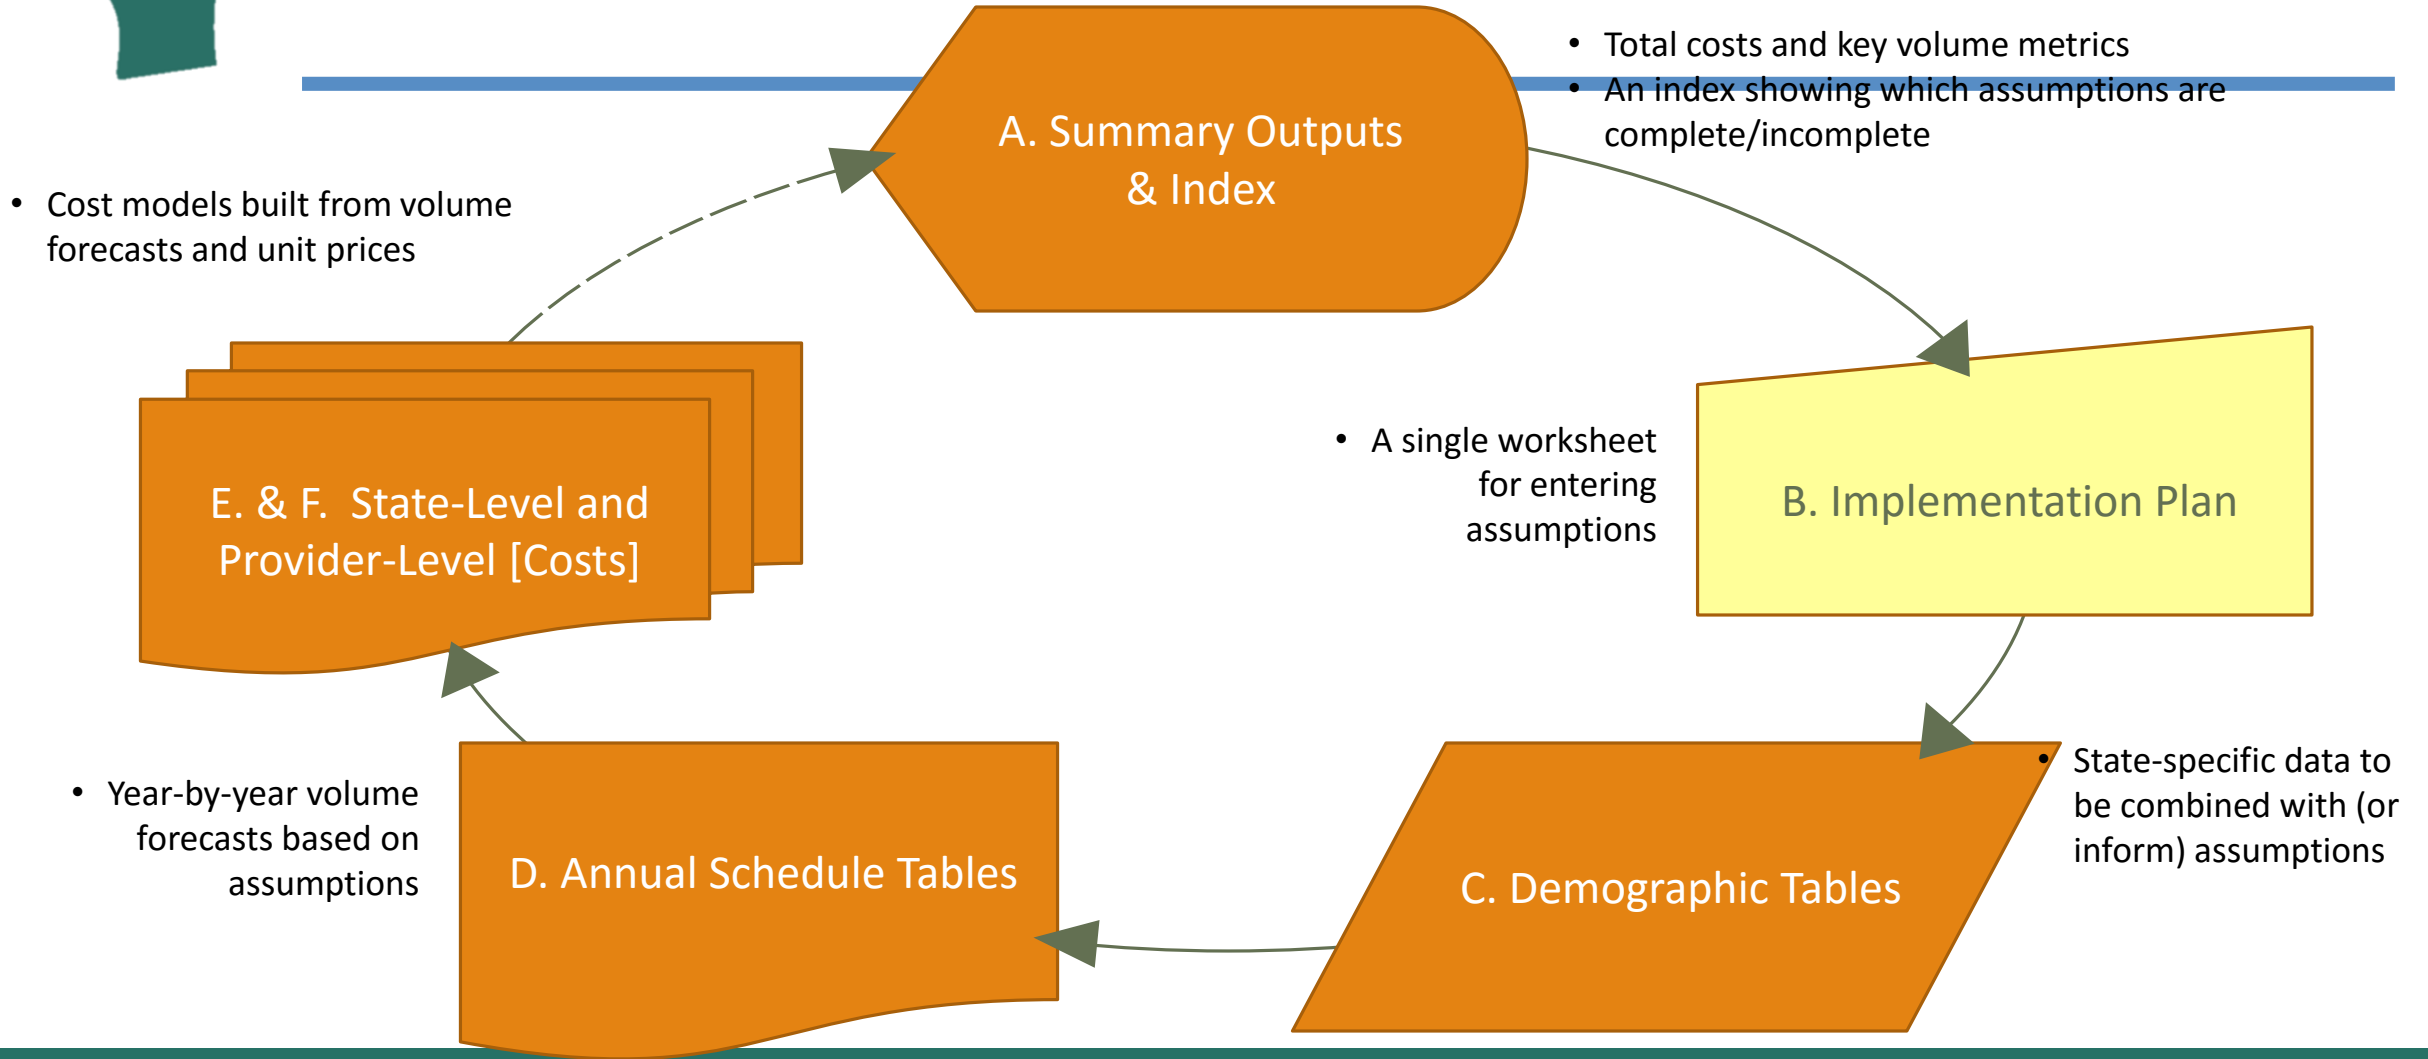 • Total costs and key volume metrics
• An index showing which assumptions are
complete/incomplete
A. Summary Outputs
& Index
• Cost models built from volume
forecasts and unit prices
• A single worksheet
for entering
assumptions
B. Implementation Plan
E. & F. State-Level and
Provider-Level [Costs]
• State-specific data to
be combined with (or
inform) assumptions
• Year-by-year volume
forecasts based on
assumptions
D. Annual Schedule Tables
C. Demographic Tables